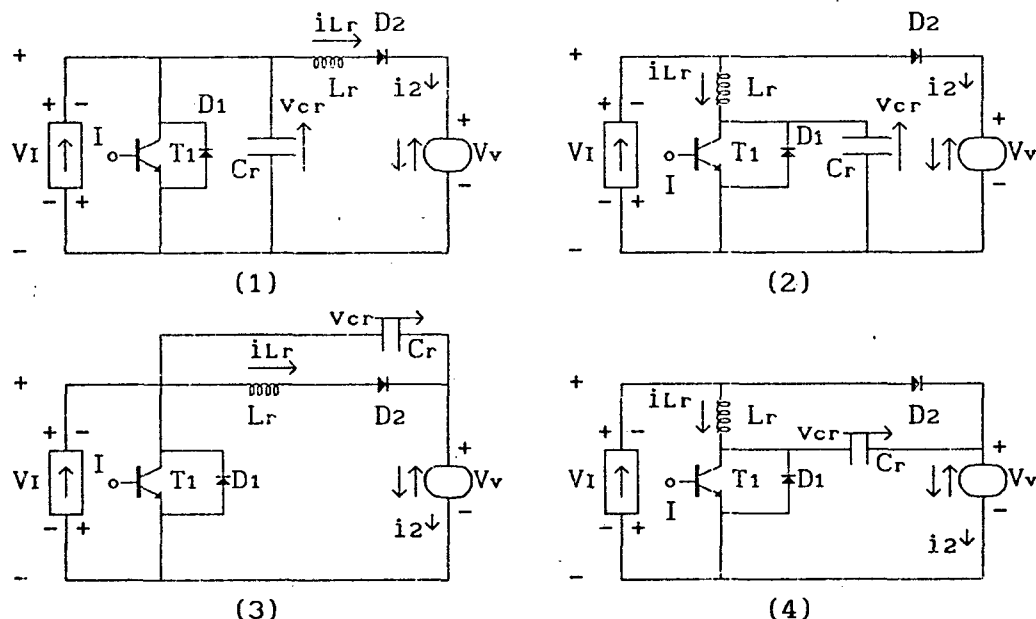 iLr D2
+ Lr i2 +
+ - I D1 vcr
VI T1 Cr Vv
- + -
-
(1)
D2
+ iLr Lr i2 +
+ - D1 vcr
VI T1 Cr Vv
- + I -
-
(2)
vcr
iLr Cr
+ Lr D2
+ - I +
VI T1 D1 Vv
- + i2 -
-
(3)
+ iLr Lr D2
+ - vcr +
VI T1 D1 Cr Vv
- + I -
- i2
(4)